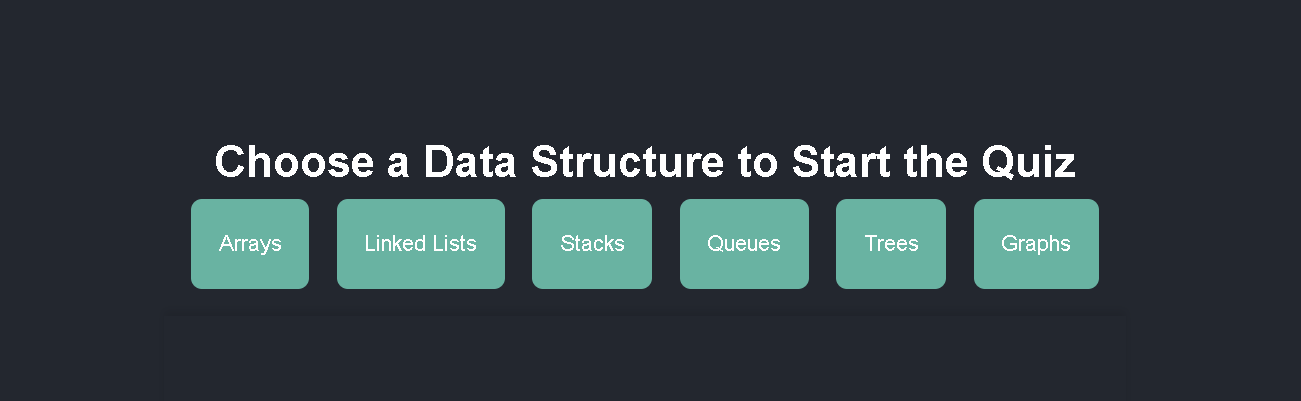 Choose a Data Structure to Start the Quiz
Arrays
Linked Lists
Stacks
Queues
Trees
Graphs